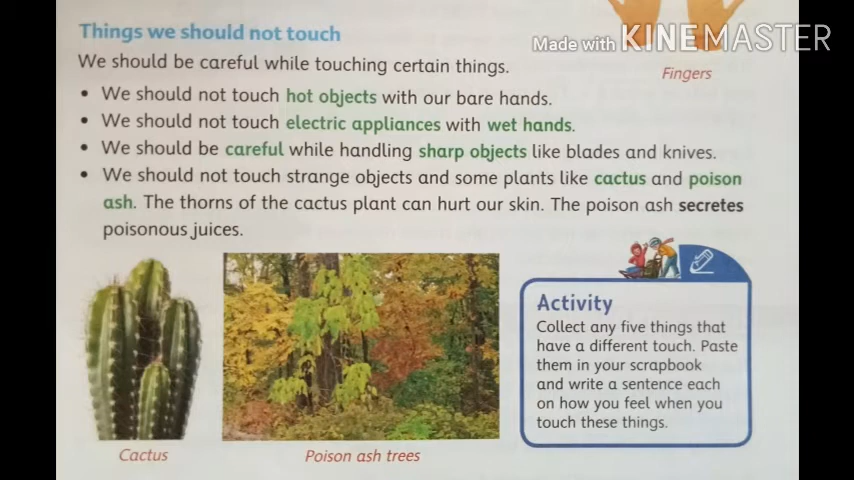 Things we should not touch
Made with KINEMASTER
We should be careful while touching certain things.
Fingers
• We should not touch hot objects with our bare hands.
• We should not touch electric appliances with wet hands.
• We should be careful while handling sharp objects like blades and knives.
• We should not touch strange objects and some plants like cactus and poison
ash. The thorns of the cactus plant can hurt our skin. The poison ash secretes
poisonous juices.
Activity
Collect any five things that
have a different touch. Paste
them in your scrapbook
and write a sentence each
on how you feel when you
touch these things.
Cactus
Poison ash trees